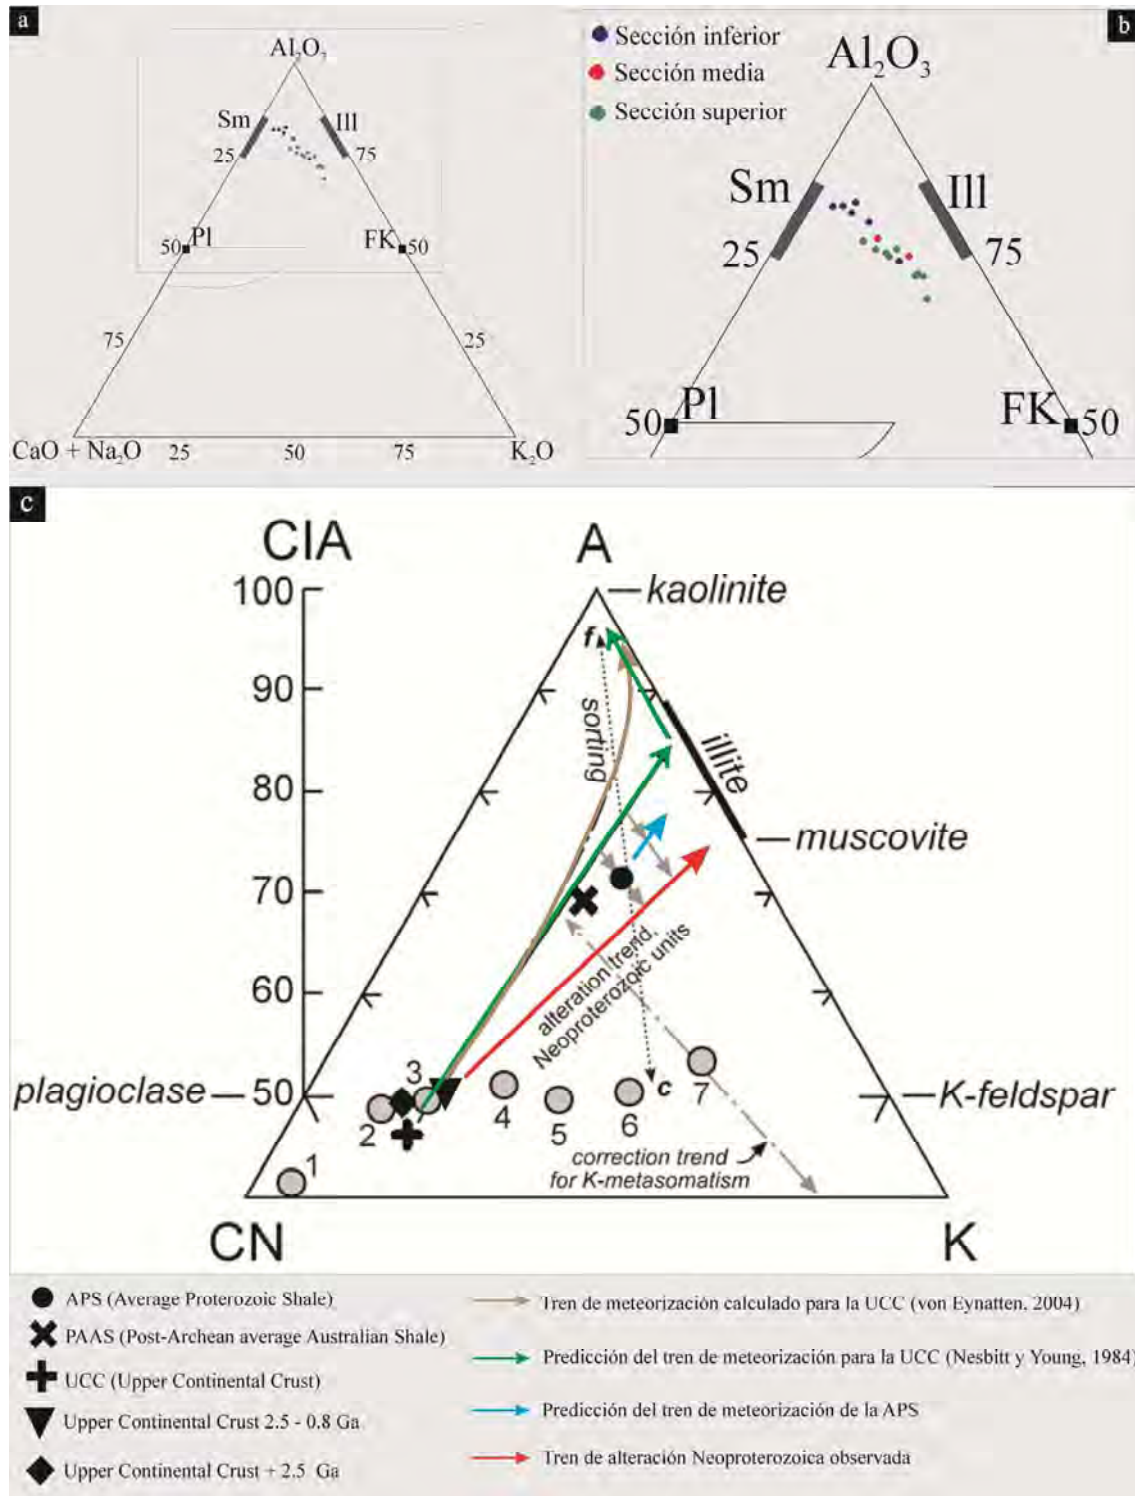 a
Al₂O₃
Sm
Ill
25
75
50
Pl
FK
50
75
25
CaO + Na₂O
25
50
75
K₂O
b
Sección inferior
Sección media
Sección superior
Al₂O₃
Sm
Ill
25
75
50
Pl
FK
50
c
CIA
A
100
kaolinite
f
90
sorting
illite
80
muscovite
70
alteration trend,
Neoproterozoic units
60
plagioclase
50
K-feldspar
1
2
3
4
5
6
7
c
correction trend
for K-metasomatism
CN
K
APS (Average Proterozoic Shale)
PAAS (Post-Archean average Australian Shale)
UCC (Upper Continental Crust)
Upper Continental Crust 2.5 - 0.8 Ga
Upper Continental Crust + 2.5 Ga
Tren de meteorización calculado para la UCC (von Eynatten, 2004)
Predicción del tren de meteorización para la UCC (Nesbitt y Young, 1984)
Predicción del tren de meteorización de la APS
Tren de alteración Neoproterozoica observada